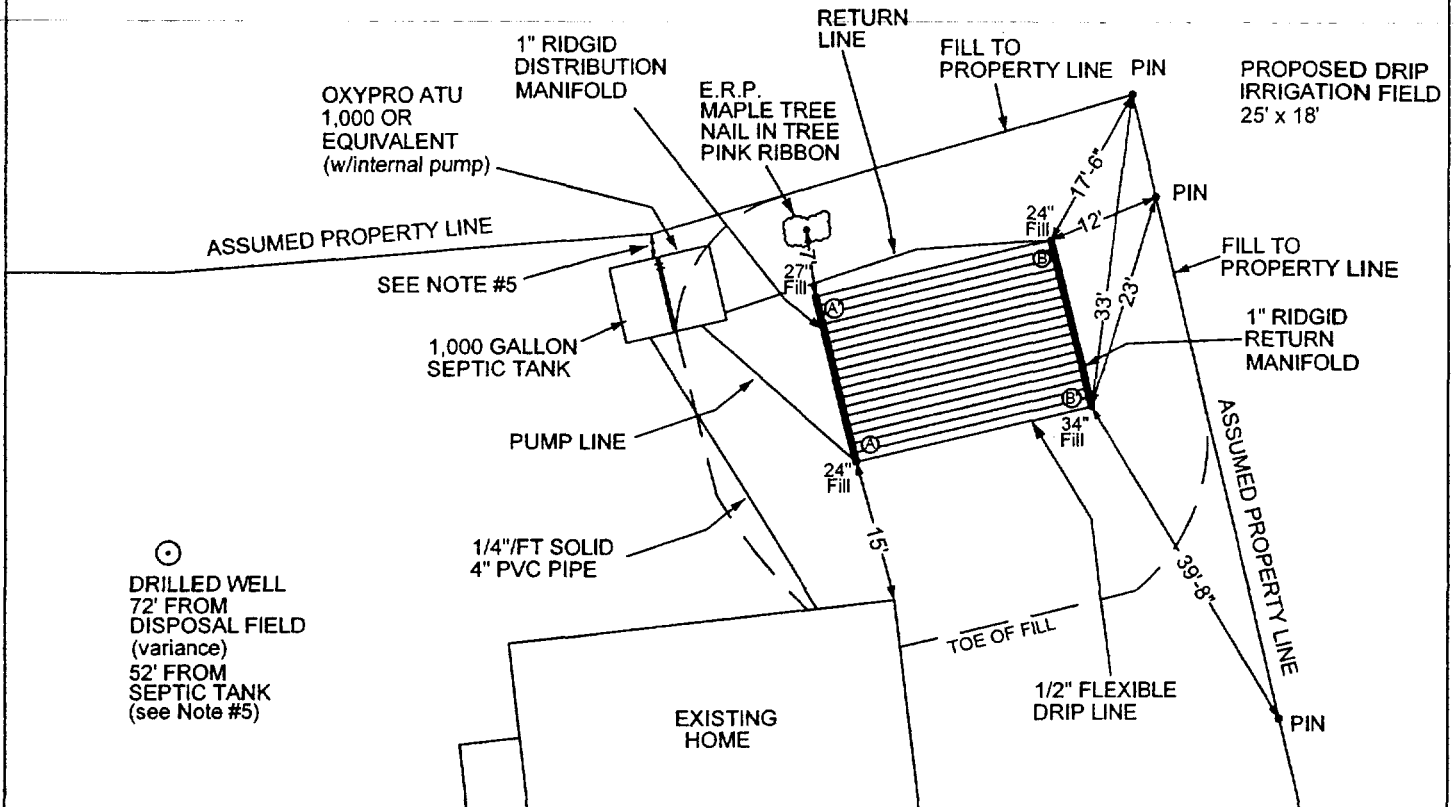 RETURN
LINE
1" RIDGID
DISTRIBUTION
MANIFOLD
FILL TO
PROPERTY LINE
PIN
PROPOSED DRIP
IRRIGATION FIELD
25' x 18'
OXYPRO ATU
1,000 OR
EQUIVALENT
(w/internal pump)
E.R.P.
MAPLE TREE
NAIL IN TREE
PINK RIBBON
17'-6"
PIN
ASSUMED PROPERTY LINE
24"
Fill
12'
FILL TO
PROPERTY LINE
SEE NOTE #5
7'
27"
Fill
A'
B
33'
23'
1,000 GALLON
SEPTIC TANK
1" RIDGID
RETURN
MANIFOLD
PUMP LINE
A
B'
24"
Fill
34"
Fill
ASSUMED PROPERTY LINE
15'
39'-8"
1/4"/FT SOLID
4" PVC PIPE
DRILLED WELL
72' FROM
DISPOSAL FIELD
(variance)
52' FROM
SEPTIC TANK
(see Note #5)
TOE OF FILL
1/2" FLEXIBLE
DRIP LINE
EXISTING
HOME
PIN